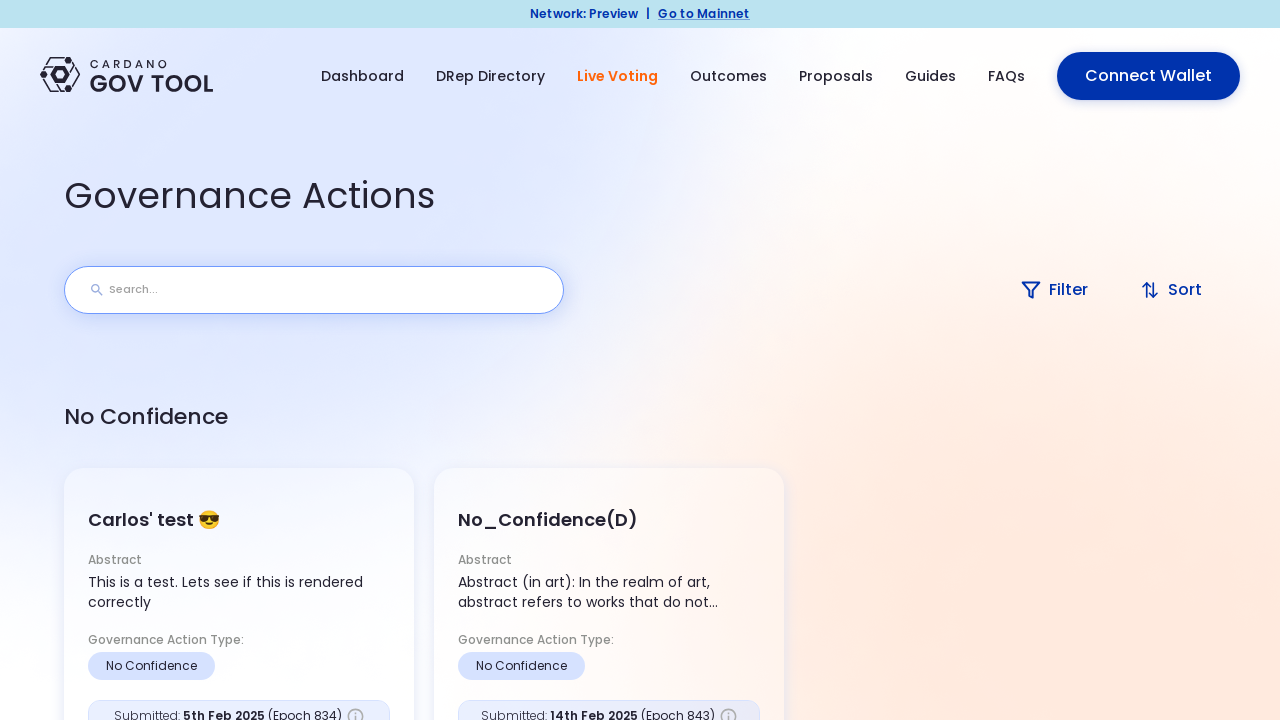 Network: Preview | Go to Mainnet
CARDANO
GOV TOOL
Dashboard DRep Directory Live Voting Outcomes Proposals Guides FAQs Connect Wallet
Governance Actions
Search...
Filter Sort
No Confidence
Carlos' test 😎
Abstract
This is a test. Lets see if this is rendered
correctly
Governance Action Type:
No Confidence
Submitted: 5th Feb 2025 (Epoch 834)
No_Confidence(D)
Abstract
Abstract (in art): In the realm of art,
abstract refers to works that do not...
Governance Action Type:
No Confidence
Submitted: 14th Feb 2025 (Epoch 843)